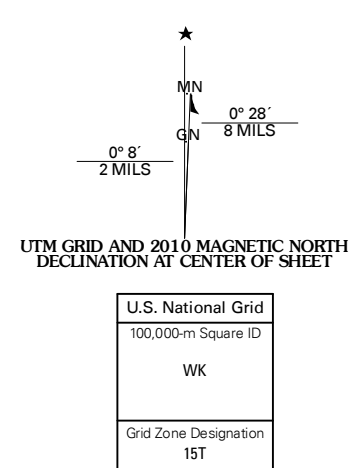 ★
MN
0° 28´
GN
8 MILS
0° 8´
2 MILS
UTM GRID AND 2010 MAGNETIC NORTH
DECLINATION AT CENTER OF SHEET
U.S. National Grid
100,000-m Square ID
WK
Grid Zone Designation
15T